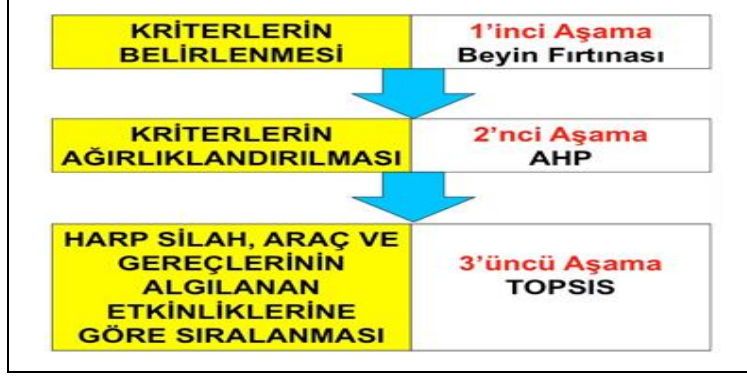 KRİTERLERİN
BELİRLENMESİ
1’inci Aşama
Beyin Fırtınası
KRİTERLERİN
AĞIRLIKLANDIRILMASI
2’nci Aşama
AHP
HARP SİLAH, ARAÇ VE
GEREÇLERİNİN
ALGILANAN
ETKİNLİKLERİNE
GÖRE SIRALANMASI
3’üncü Aşama
TOPSIS